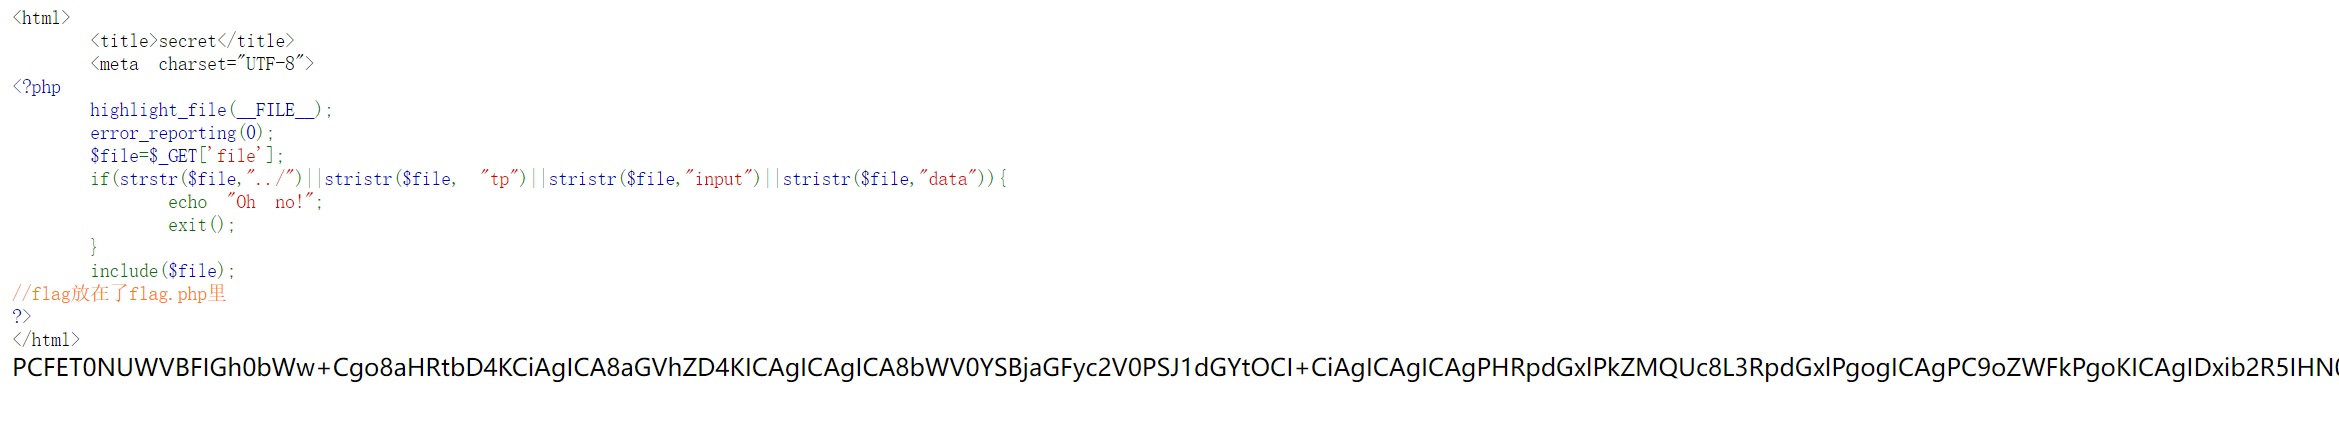 <html>
<title>secret</title>
<meta charset="UTF-8">
<?php
highlight_file(__FILE__);
error_reporting(0);
$file=$_GET['file'];
if(strstr($file,"../")||stristr($file, "tp")||stristr($file,"input")||stristr($file,"data")){
echo "Oh no!";
exit();
}
include($file);
//flag放在了flag.php里
?>
</html>
PCFET0NUWVBFIGh0bWw+Cgo8aHRtbD4KCiAgICA8aGVhZD4KICAgICAgICA8bWV0YSBjaGFyc2V0PSJ1dGYtOCI+CiAgICAgICAgPHRpdGxlPkZMQUc8L3RpdGxlPgogICAgPC9oZWFkPgoKICAgIDxib2R5IHN0